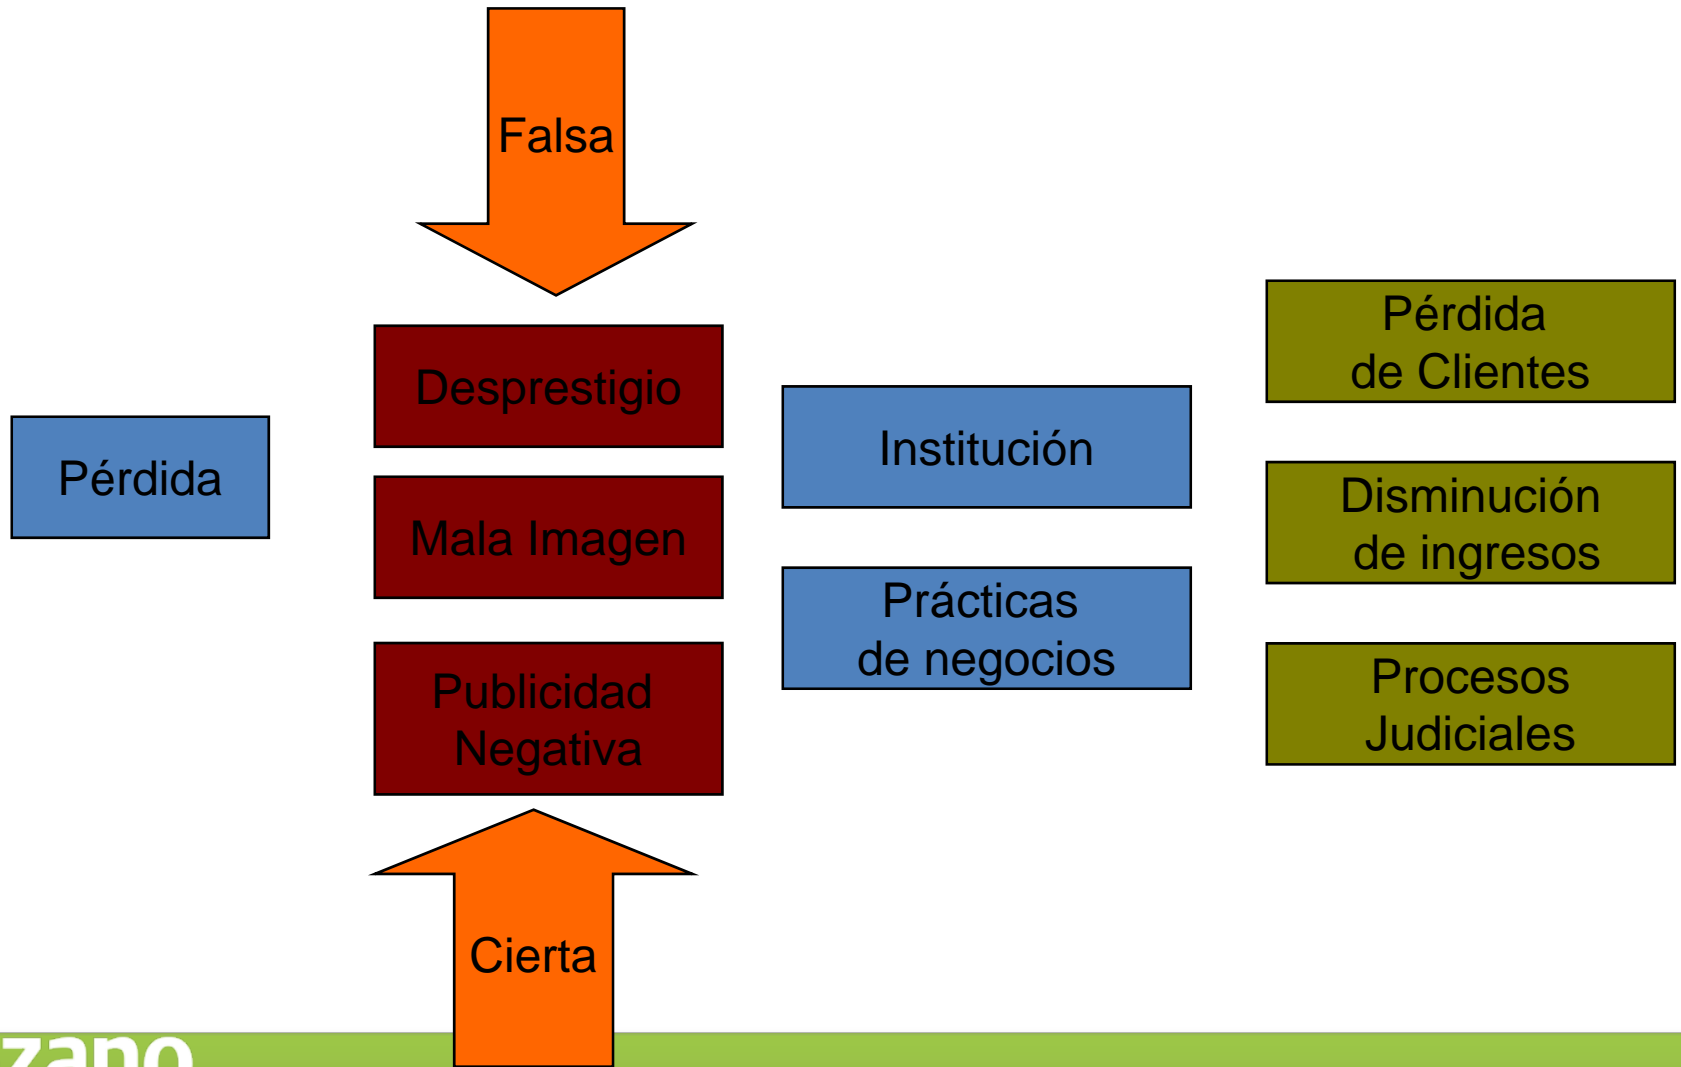 Falsa
Pérdida
Desprestigio
Mala Imagen
Publicidad
Negativa
Institución
Prácticas
de negocios
Pérdida
de Clientes
Disminución
de ingresos
Procesos
Judiciales
Cierta
zano